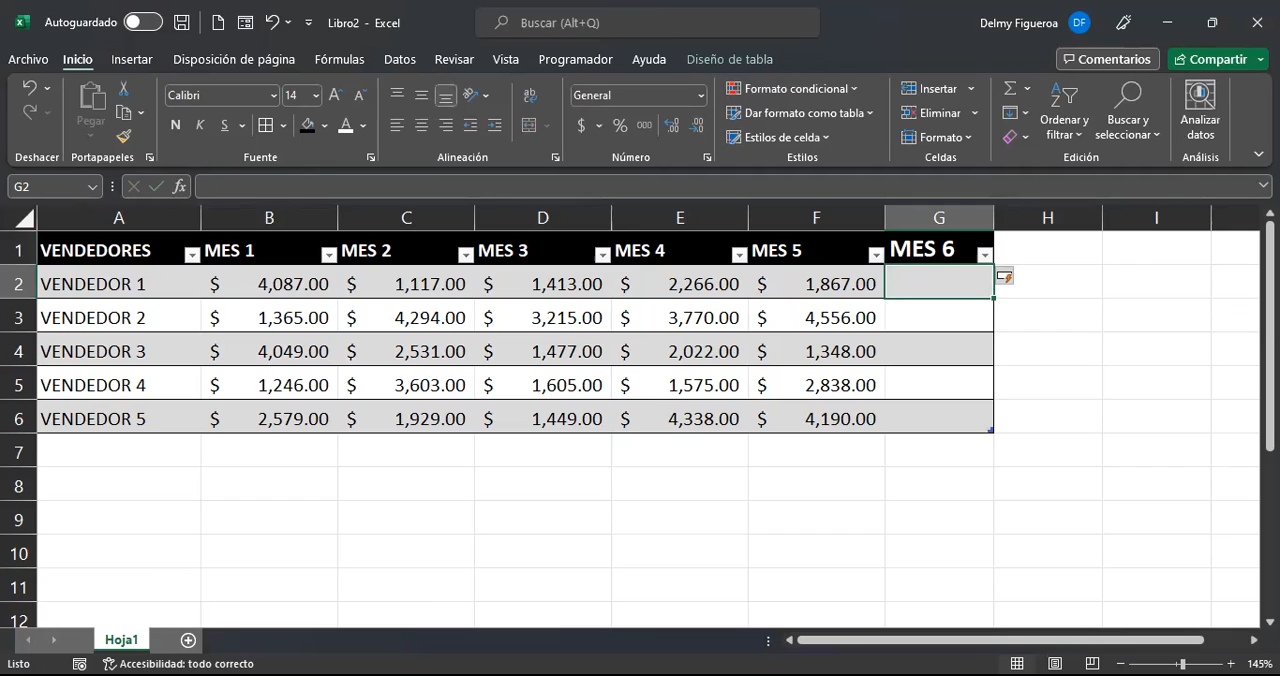 Autoguardado Libro2 - Excel Buscar (Alt+Q) Delmy Figueroa DF
Archivo Inicio Insertar Disposición de página Fórmulas Datos Revisar Vista Programador Ayuda Diseño de tabla Comentarios Compartir
Pegar Calibri 14 General Formato condicional Insertar
N K S $ % 000 Dar formato como tabla Eliminar Ordenar y filtrar Buscar y seleccionar Analizar datos
Estilos de celda Formato
Deshacer Portapapeles Fuente Alineación Número Estilos Celdas Edición Análisis
G2 fx
A B C D E F G H I
1 VENDEDORES MES 1 MES 2 MES 3 MES 4 MES 5 MES 6
2 VENDEDOR 1 $ 4,087.00 $ 1,117.00 $ 1,413.00 $ 2,266.00 $ 1,867.00
3 VENDEDOR 2 $ 1,365.00 $ 4,294.00 $ 3,215.00 $ 3,770.00 $ 4,556.00
4 VENDEDOR 3 $ 4,049.00 $ 2,531.00 $ 1,477.00 $ 2,022.00 $ 1,348.00
5 VENDEDOR 4 $ 1,246.00 $ 3,603.00 $ 1,605.00 $ 1,575.00 $ 2,838.00
6 VENDEDOR 5 $ 2,579.00 $ 1,929.00 $ 1,449.00 $ 4,338.00 $ 4,190.00
7
8
9
10
11
12
Hoja1
Listo Accesibilidad: todo correcto 145%